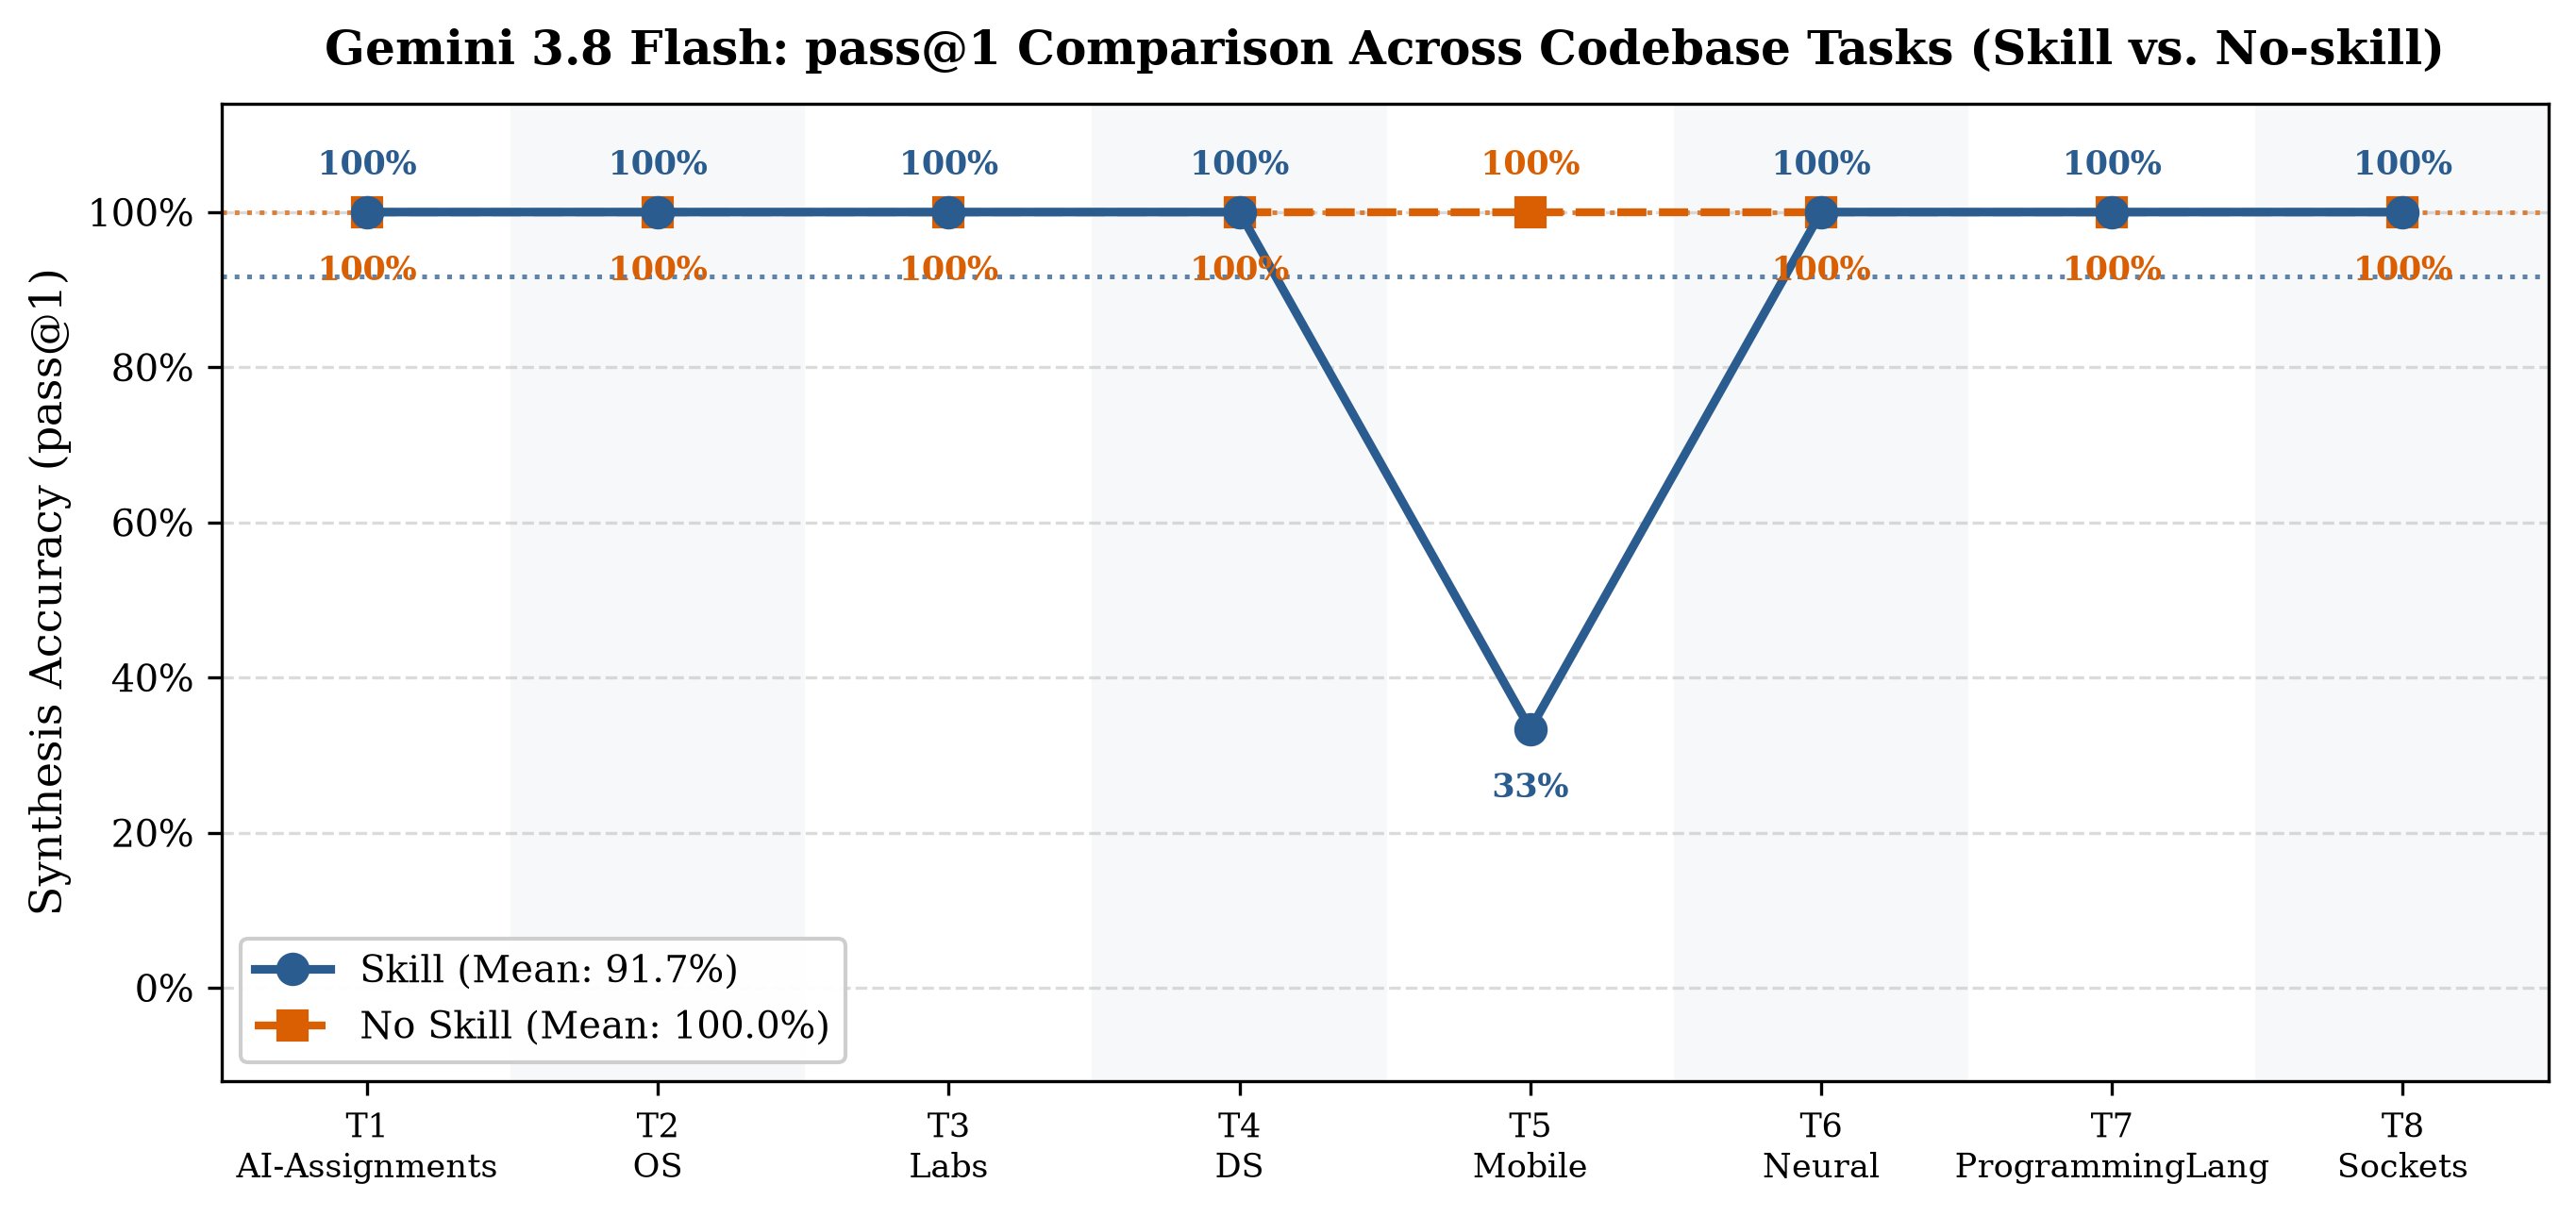 Gemini 3.8 Flash: pass@1 Comparison Across Codebase Tasks (Skill vs. No-skill)
Synthesis Accuracy (pass@1)
100%
80%
60%
40%
20%
0%
100% 100% 100% 100% 100% 100% 100% 100%
100% 100% 100% 100% 100% 100% 100%
33%
Skill (Mean: 91.7%)
No Skill (Mean: 100.0%)
T1 T2 T3 T4 T5 T6 T7 T8
AI-Assignments OS Labs DS Mobile Neural ProgrammingLang Sockets